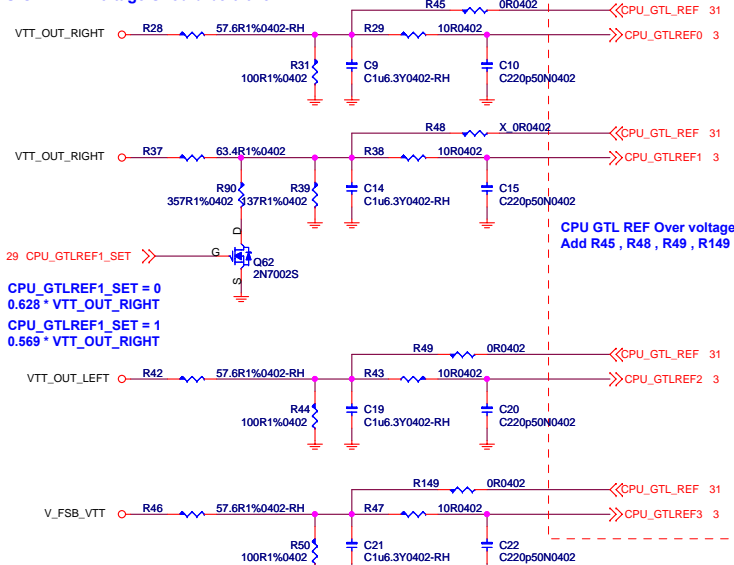 R45 0R0402 CPU_GTL_REF 31
VTT_OUT_RIGHT R28 57.6R1%0402-RH R29 10R0402 CPU_GTLREF0 3
R31 C9 C10
100R1%0402 C1u6.3Y0402-RH C220p50N0402
R48 X_0R0402 CPU_GTL_REF 31
VTT_OUT_RIGHT R37 63.4R1%0402 R38 10R0402 CPU_GTLREF1 3
R90 R39 C14 C15
357R1%0402 137R1%0402 C1u6.3Y0402-RH C220p50N0402
CPU GTL REF Over voltage
Add R45 , R48 , R49 , R149
D
29 CPU_GTLREF1_SET G
Q62
2N7002S
S
CPU_GTLREF1_SET = 0
0.628 * VTT_OUT_RIGHT
CPU_GTLREF1_SET = 1
0.569 * VTT_OUT_RIGHT
R49 0R0402 CPU_GTL_REF 31
VTT_OUT_LEFT R42 57.6R1%0402-RH R43 10R0402 CPU_GTLREF2 3
R44 C19 C20
100R1%0402 C1u6.3Y0402-RH C220p50N0402
R149 0R0402 CPU_GTL_REF 31
V_FSB_VTT R46 57.6R1%0402-RH R47 10R0402 CPU_GTLREF3 3
R50 C21 C22
100R1%0402 C1u6.3Y0402-RH C220p50N0402